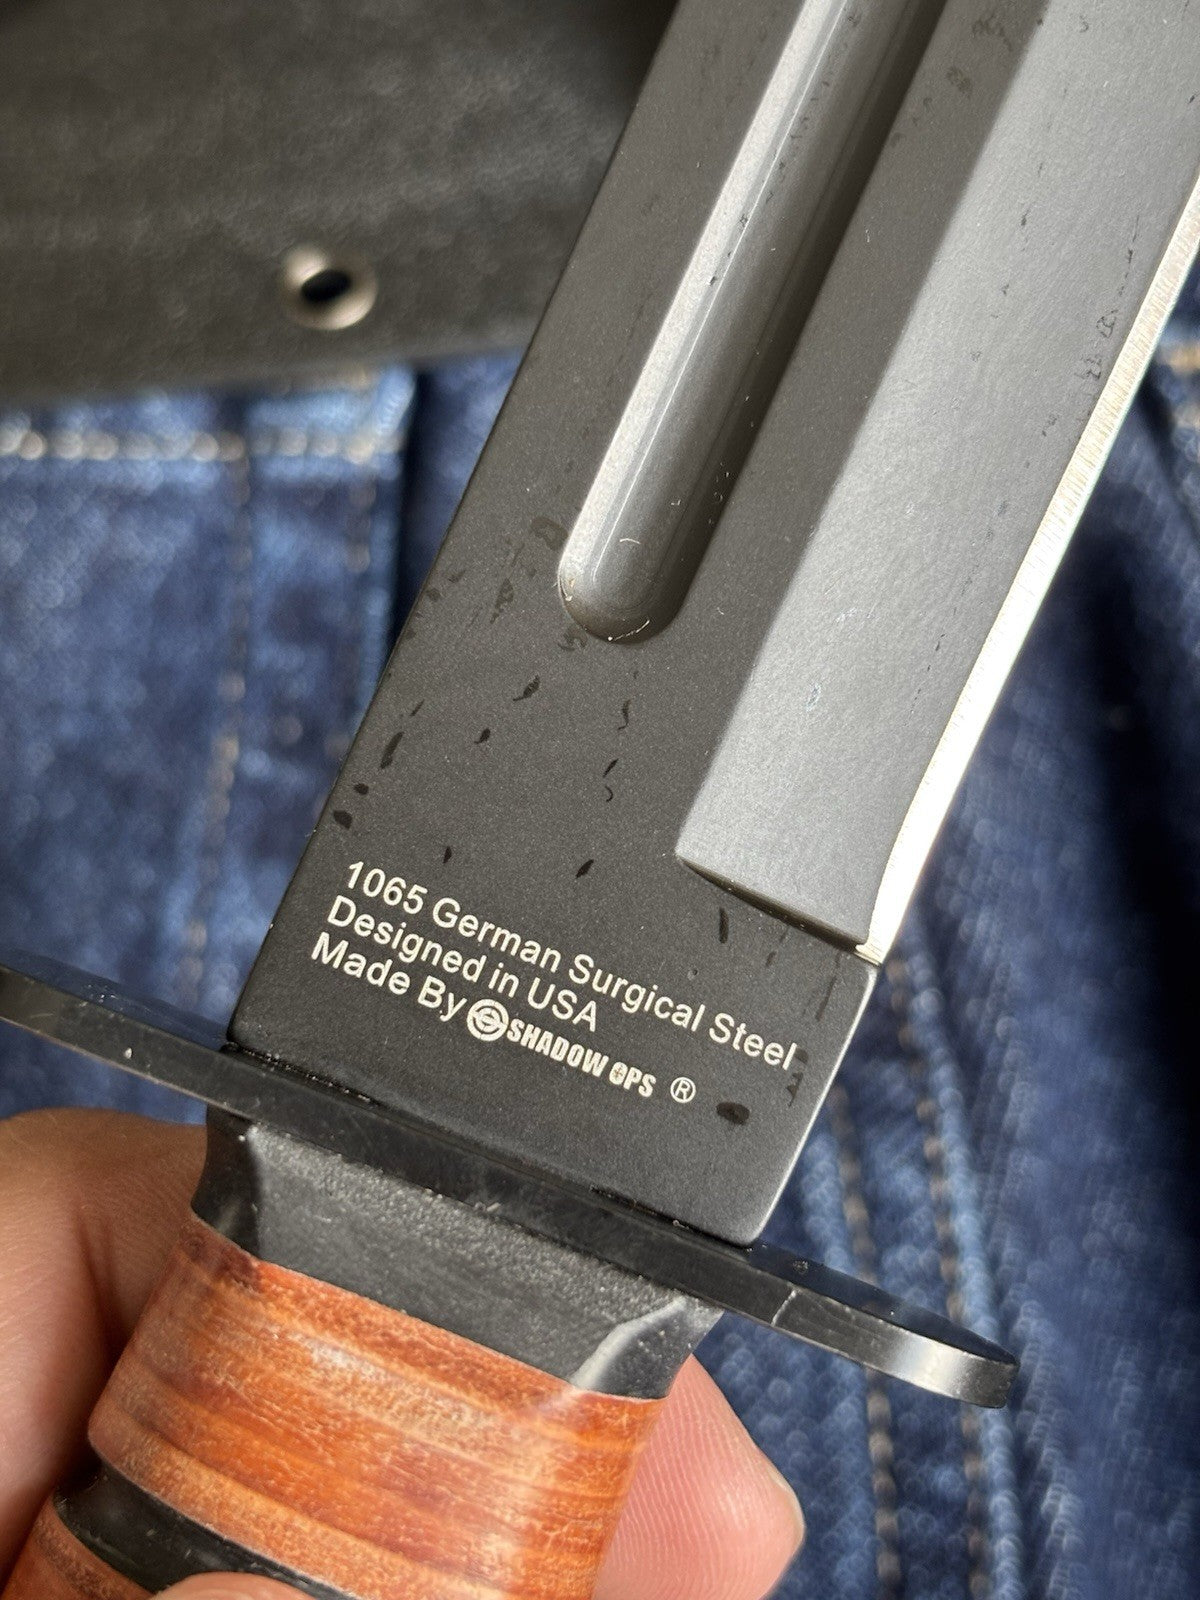 1065 German Surgical Steel
Designed in USA
Made By SHADOW OPS ®